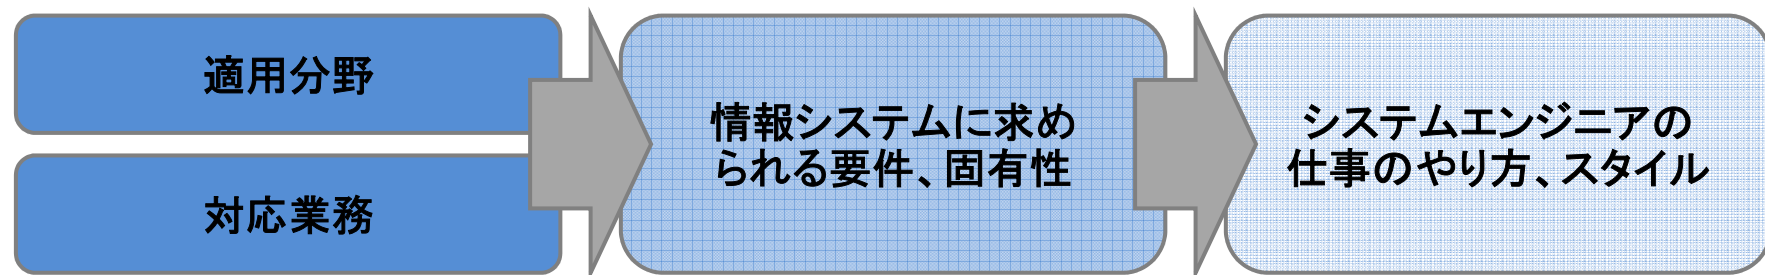 適用分野
対応業務
情報システムに求め
られる要件、固有性
システムエンジニアの
仕事のやり方、スタイル